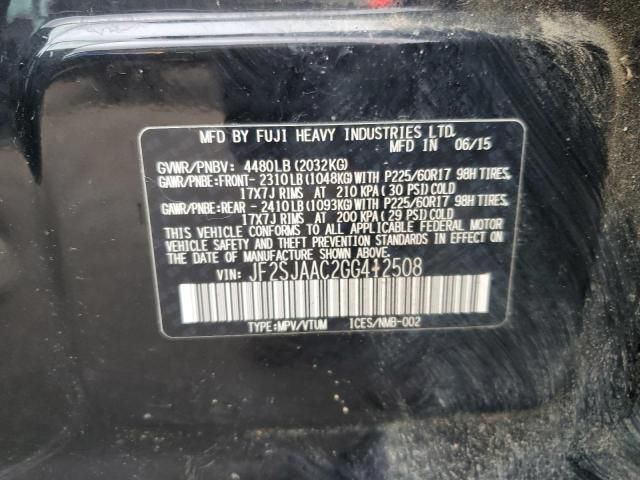 MFD BY FUJI HEAVY INDUSTRIES LTD.
MFD IN 06/15
GVWR/PNBV: 4480LB (2032KG)
GAWR/PNBE:FRONT- 2310LB(1048KG)WITH P225/60R17 98H TIRES,
17X7J RIMS AT 210 KPA(30 PSI)COLD
GAWR/PNBE:REAR - 2410LB(1093KG)WITH P225/60R17 98H TIRES,
17X7J RIMS AT 200 KPA(29 PSI)COLD
THIS VEHICLE CONFORMS TO ALL APPLICABLE FEDERAL MOTOR
VEHICLE SAFETY AND THEFT PREVENTION STANDARDS IN EFFECT
ON THE DATE OF MANUFACTURE SHOWN ABOVE.
VIN: JF2SJAAC2GG412508
TYPE:MPV/VTUM ICES/NMB-002